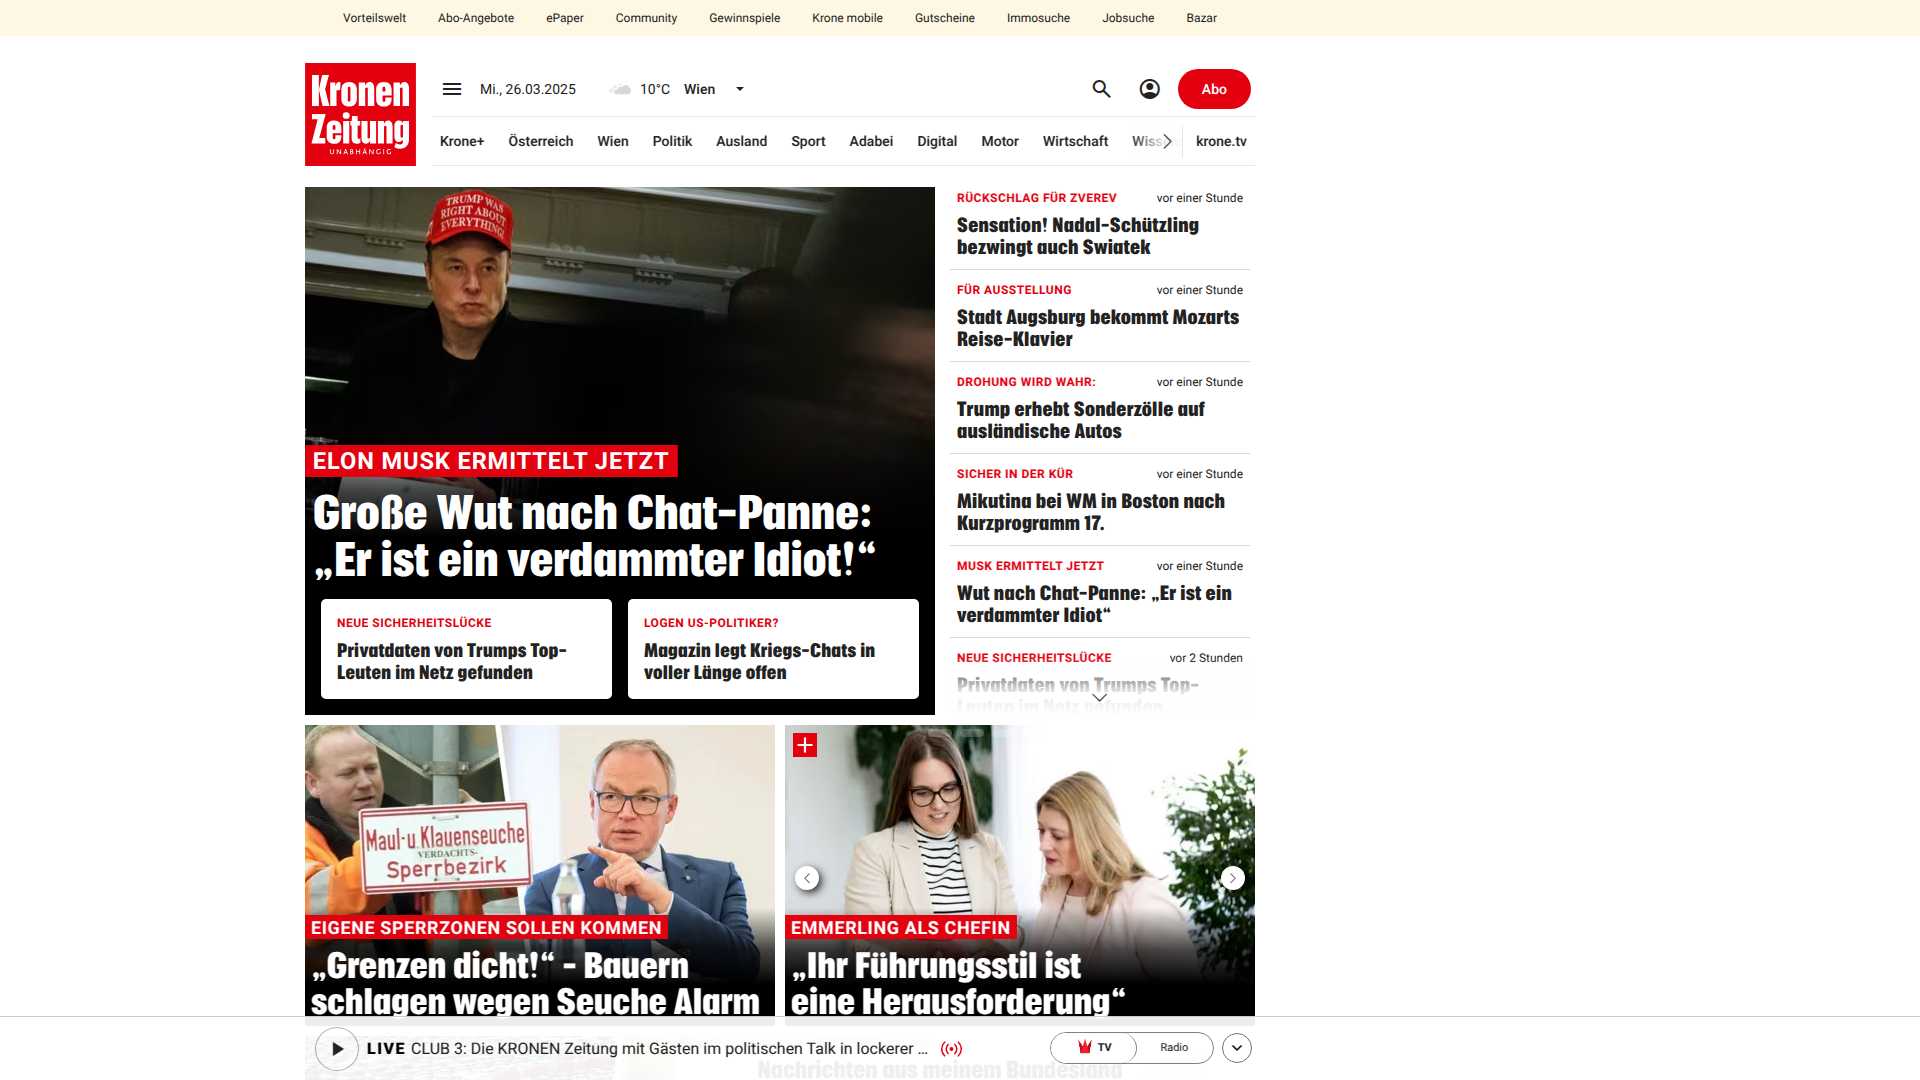 Vorteilswelt Abo-Angebote ePaper Community Gewinnspiele Krone mobile Gutscheine Immosuche Jobsuche Bazar
Kronen
Zeitung
UNABHÄNGIG
Mi., 26.03.2025 10°C Wien
Abo
Krone+ Österreich Wien Politik Ausland Sport Adabei Digital Motor Wirtschaft Wiss krone.tv
TRUMP WAS
RIGHT ABOUT
EVERYTHING!
ELON MUSK ERMITTELT JETZT
Große Wut nach Chat-Panne:
„Er ist ein verdammter Idiot!“
NEUE SICHERHEITSLÜCKE
Privatdaten von Trumps Top-
Leuten im Netz gefunden
LOGEN US-POLITIKER?
Magazin legt Kriegs-Chats in
voller Länge offen
RÜCKSCHLAG FÜR ZVEREV vor einer Stunde
Sensation! Nadal-Schützling
bezwingt auch Swiatek
FÜR AUSSTELLUNG vor einer Stunde
Stadt Augsburg bekommt Mozarts
Reise-Klavier
DROHUNG WIRD WAHR: vor einer Stunde
Trump erhebt Sonderzölle auf
ausländische Autos
SICHER IN DER KÜR vor einer Stunde
Mikutina bei WM in Boston nach
Kurzprogramm 17.
MUSK ERMITTELT JETZT vor einer Stunde
Wut nach Chat-Panne: „Er ist ein
verdammter Idiot“
NEUE SICHERHEITSLÜCKE vor 2 Stunden
Privatdaten von Trumps Top-
Leuten im Netz gefunden
Maul-u.Klauenseuche
VERDACHTS-
Sperrbezirk
EIGENE SPERRZONEN SOLLEN KOMMEN
„Grenzen dicht!“ – Bauern
schlagen wegen Seuche Alarm
EMMERLING ALS CHEFIN
„Ihr Führungsstil ist
eine Herausforderung“
LIVE CLUB 3: Die KRONEN Zeitung mit Gästen im politischen Talk in lockerer ... TV Radio
Nachrichten aus meinem Bundesland